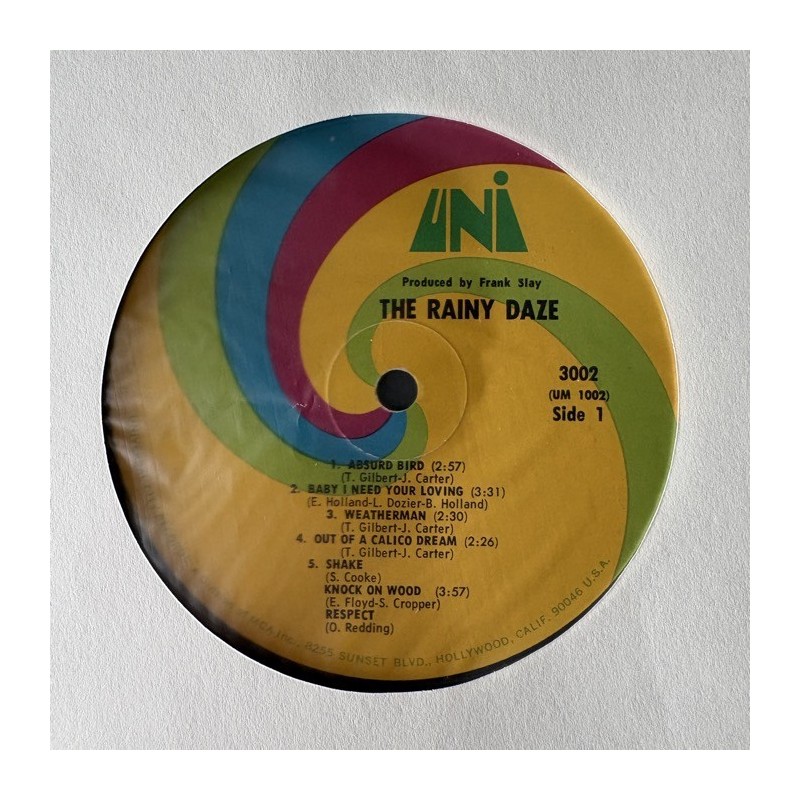 UNI
Produced by Frank Slay
THE RAINY DAZE
3002
(UM 1002)
Side 1
1. ABSURD BIRD (2:57)
(T. Gilbert-J. Carter)
2. BABY I NEED YOUR LOVING (3:31)
(E. Holland-L. Dozier-B. Holland)
3. WEATHERMAN (2:30)
(T. Gilbert-J. Carter)
4. OUT OF A CALICO DREAM (2:26)
(T. Gilbert-J. Carter)
5. SHAKE
(S. Cooke)
KNOCK ON WOOD (3:57)
(E. Floyd-S. Cropper)
RESPECT
(O. Redding)
MCA INC., 8255 SUNSET BLVD., HOLLYWOOD, CALIF. 90046 U.S.A.